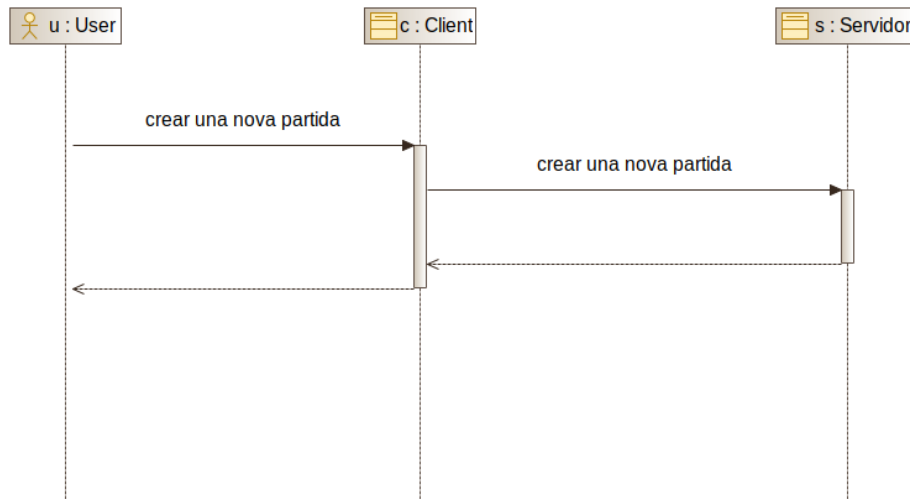 u : User
c : Client
s : Servidor
crear una nova partida
crear una nova partida